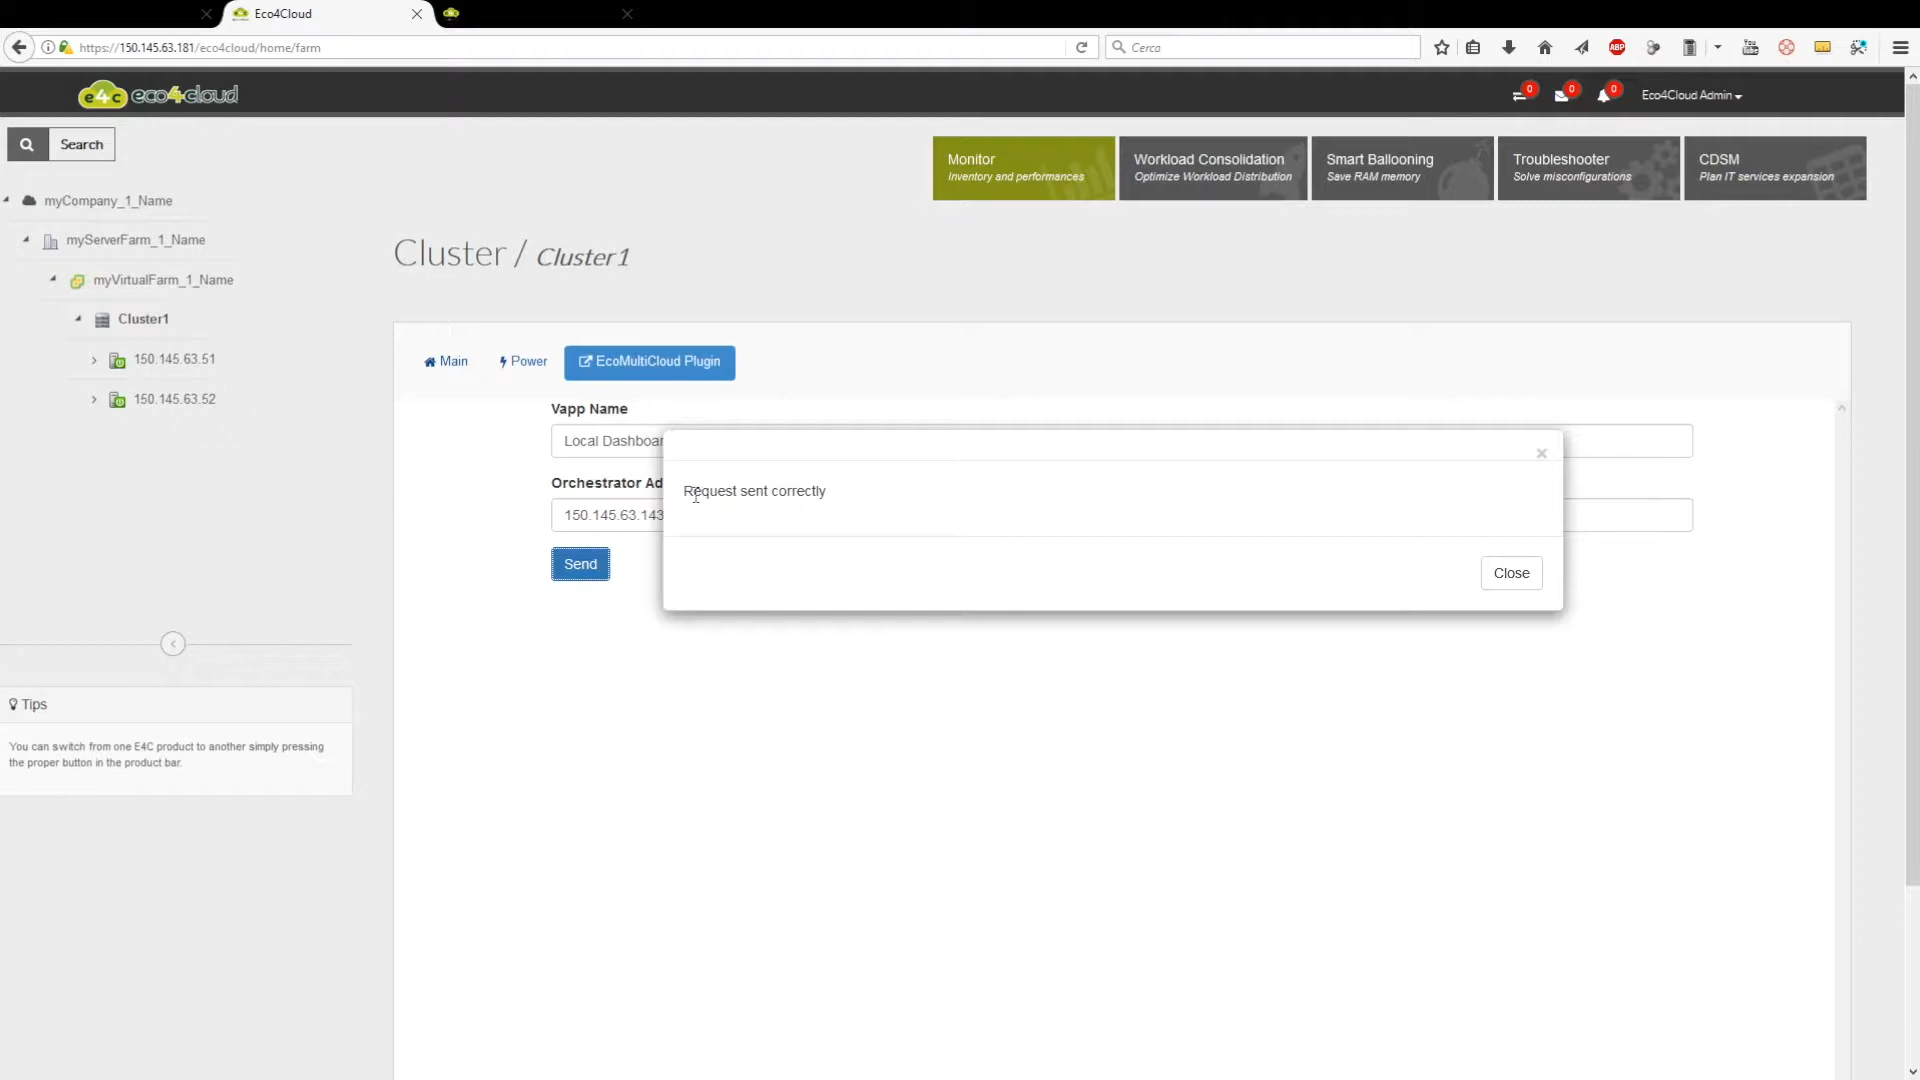 Eco4Cloud
https://150.145.63.181/eco4cloud/home/farm
Cerca
ABP
e4c eco4cloud
0
0
0
Eco4Cloud Admin
Search
Monitor
Inventory and performances
Workload Consolidation
Optimize Workload Distribution
Smart Ballooning
Save RAM memory
Troubleshooter
Solve misconfigurations
CDSM
Plan IT services expansion
myCompany_1_Name
myServerFarm_1_Name
myVirtualFarm_1_Name
Cluster1
150.145.63.51
150.145.63.52
Cluster / Cluster1
Main
Power
EcoMultiCloud Plugin
Vapp Name
Local Dashboar
Orchestrator Ad
150.145.63.143
Send
×
Request sent correctly
Close
Tips
You can switch from one E4C product to another simply pressing
the proper button in the product bar.